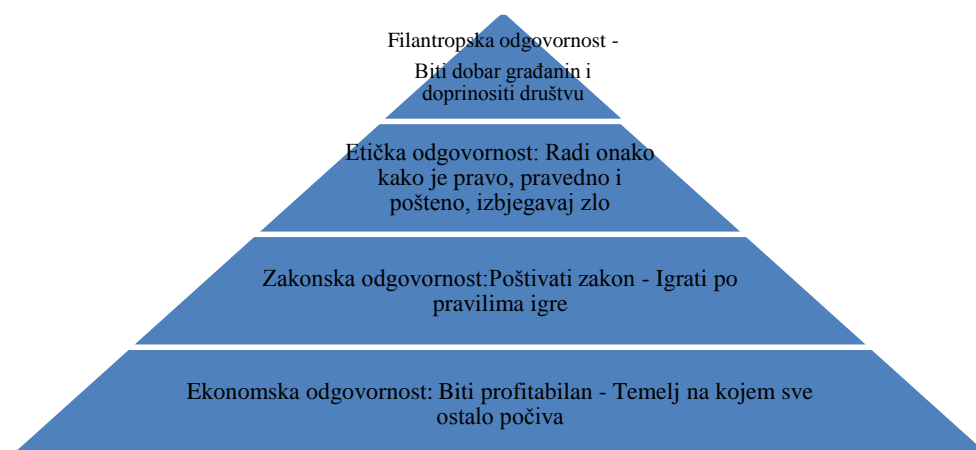 Filantropska odgovornost -
Biti dobar građanin i
doprinositi društvu
Etička odgovornost: Radi onako
kako je pravo, pravedno i
pošteno, izbjegavaj zlo
Zakonska odgovornost:Poštivati zakon - Igrati po
pravilima igre
Ekonomska odgovornost: Biti profitabilan - Temelj na kojem sve
ostalo počiva